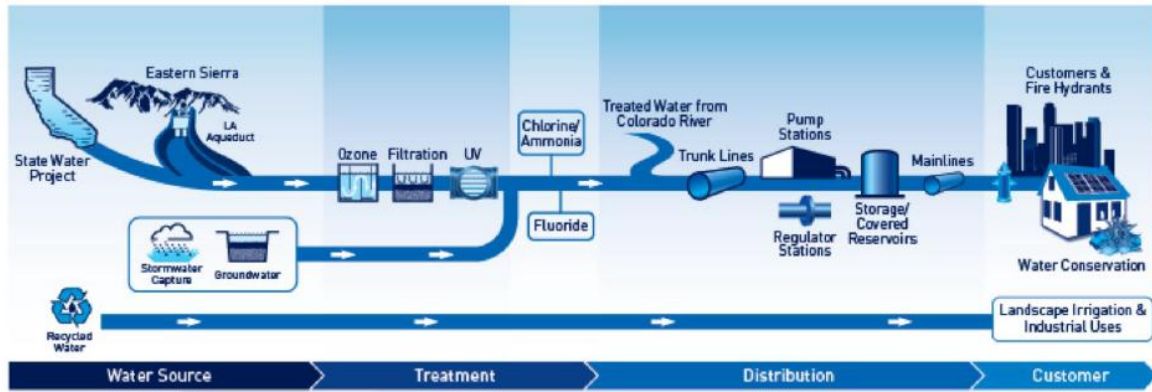 Eastern Sierra
LA
Aqueduct
State Water
Project
Ozone
Filtration
UV
Chlorine/
Ammonia
Fluoride
Treated Water from
Colorado River
Trunk Lines
Pump
Stations
Regulator
Stations
Storage/
Covered
Reservoirs
Mainlines
Customers &
Fire Hydrants
Water Conservation
Stormwater
Capture
Groundwater
Recycled
Water
Landscape Irrigation &
Industrial Uses
Water Source
Treatment
Distribution
Customer